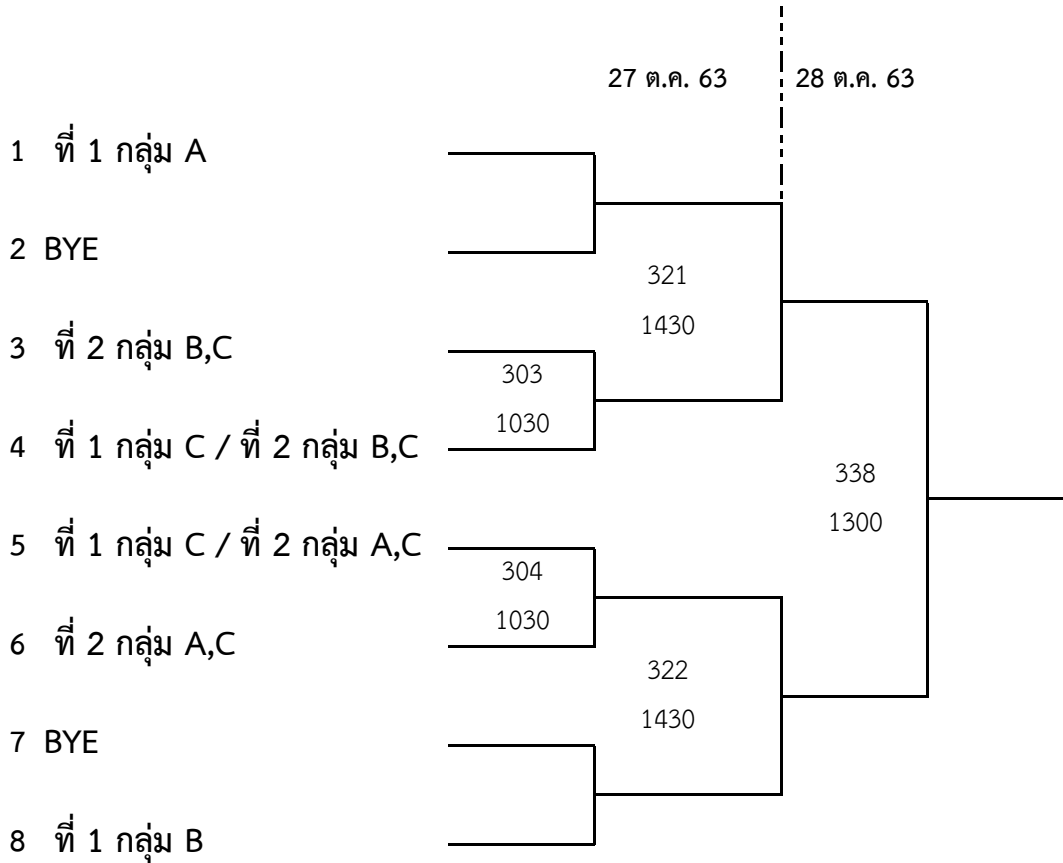 27 ต.ค. 63 28 ต.ค. 63
1 ที่ 1 กลุ่ม A
2 BYE
321
1430
3 ที่ 2 กลุ่ม B,C
303
1030
4 ที่ 1 กลุ่ม C / ที่ 2 กลุ่ม B,C
338
1300
5 ที่ 1 กลุ่ม C / ที่ 2 กลุ่ม A,C
304
1030
6 ที่ 2 กลุ่ม A,C
322
1430
7 BYE
8 ที่ 1 กลุ่ม B